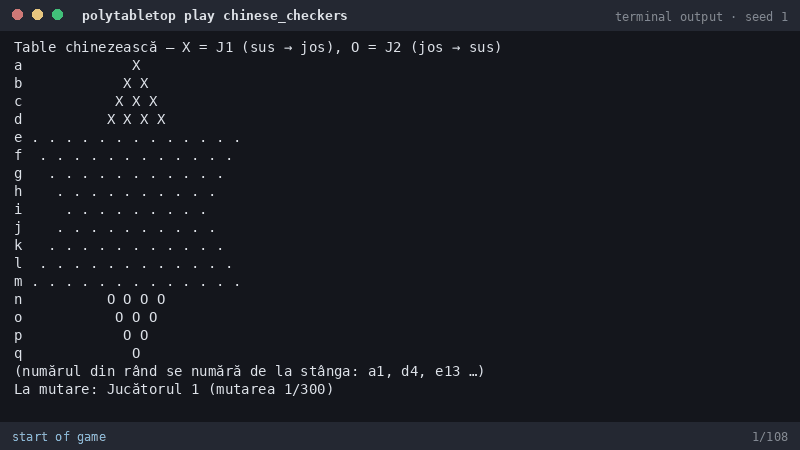 polytabletop play chinese_checkers
terminal output · seed 1
Table chinezească — X = J1 (sus → jos), O = J2 (jos → sus)
a             X
b            X X
c           X X X
d          X X X X
e . . . . . . . . . . . . .
f  . . . . . . . . . . . .
g   . . . . . . . . . . .
h    . . . . . . . . . .
i     . . . . . . . . .
j    . . . . . . . . . .
k   . . . . . . . . . . .
l  . . . . . . . . . . . .
m . . . . . . . . . . . . .
n          O O O O
o           O O O
p            O O
q             O
(numărul din rând se numără de la stânga: a1, d4, e13 …)
La mutare: Jucătorul 1 (mutarea 1/300)
start of game
1/108